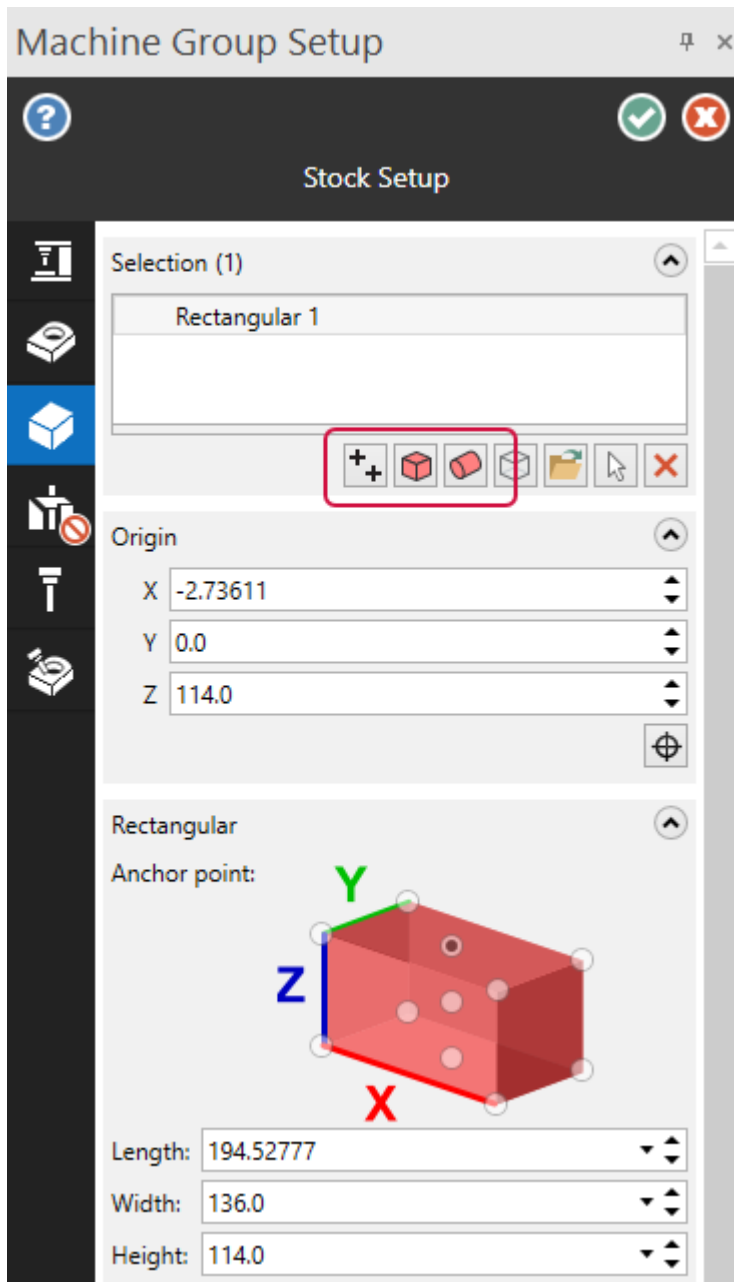 Machine Group Setup
Stock Setup
Selection (1)
Rectangular 1
Origin
X -2.73611
Y 0.0
Z 114.0
Rectangular
Anchor point:
Y
Z
X
Length: 194.52777
Width: 136.0
Height: 114.0